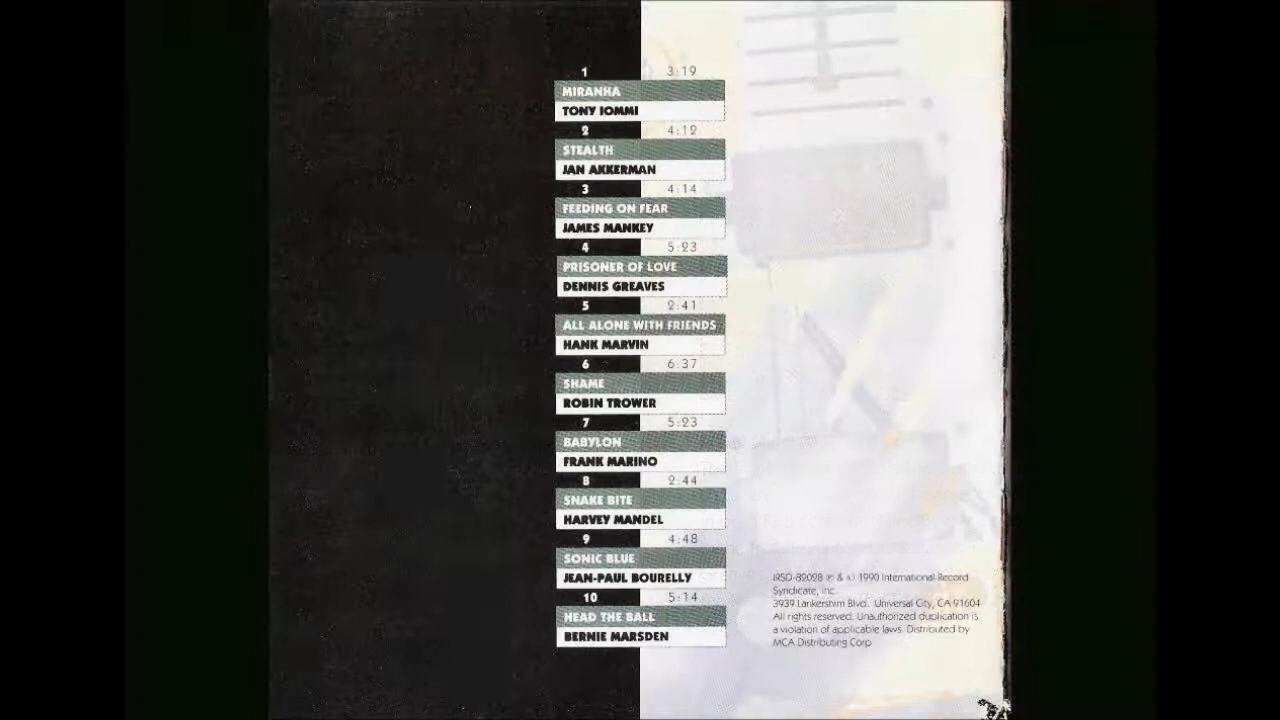 1 3:19
MIRANHA
TONY IOMMI
2 4:12
STEALTH
JAN AKKERMAN
3 4:14
FEEDING ON FEAR
JAMES MANKEY
4 5:23
PRISONER OF LOVE
DENNIS GREAVES
5 2:41
ALL ALONE WITH FRIENDS
HANK MARVIN
6 6:37
SHAME
ROBIN TROWER
7 5:23
BABYLON
FRANK MARINO
8 2:44
SNAKE BITE
HARVEY MANDEL
9 4:48
SONIC BLUE
JEAN-PAUL BOURELLY
10 5:14
HEAD THE BALL
BERNIE MARSDEN
IRSD-82028 ℗ & © 1990 International Record
Syndicate, Inc.
3939 Lankershim Blvd. Universal City, CA 91604
All rights reserved. Unauthorized duplication is
a violation of applicable laws. Distributed by
MCA Distributing Corp